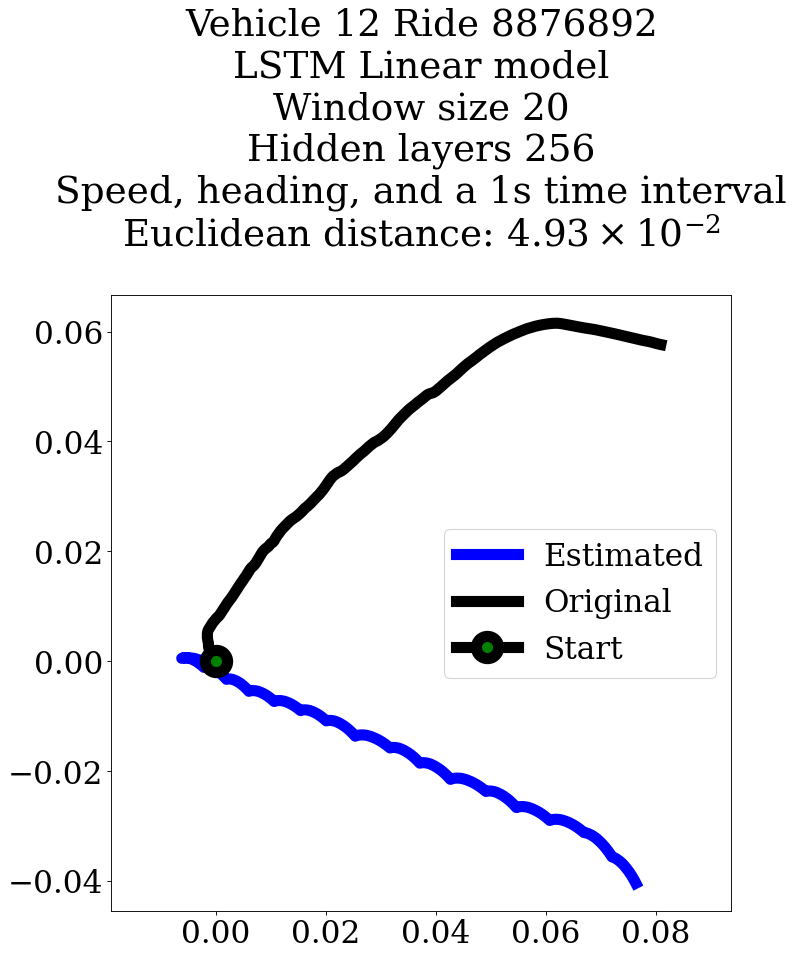 Vehicle 12 Ride 8876892
LSTM Linear model
Window size 20
Hidden layers 256
Speed, heading, and a 1s time interval
Euclidean distance: 4.93 × 10⁻²
0.06
0.04
0.02
0.00
−0.02
−0.04
Estimated
Original
Start
0.00 0.02 0.04 0.06 0.08